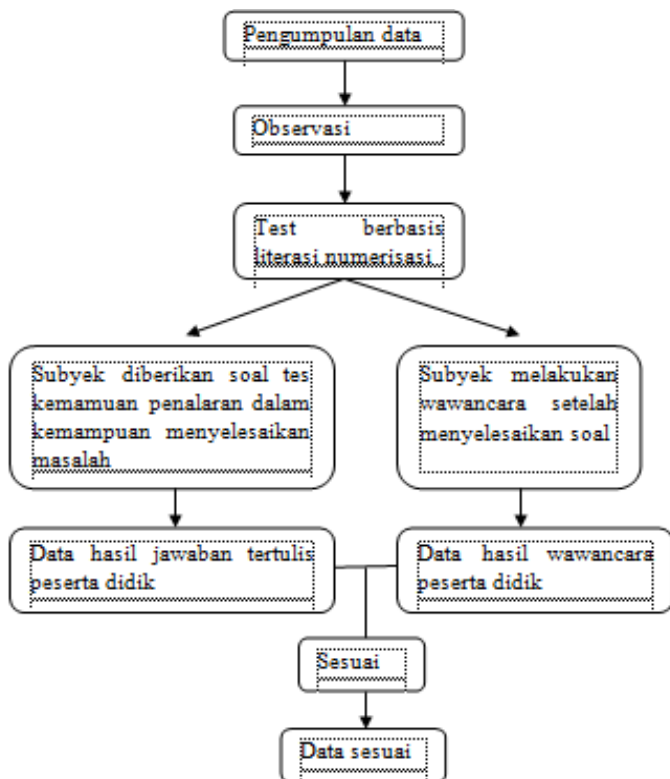 Pengumpulan data
Observasi
Test berbasis
literasi numerisasi
Subyek diberikan soal tes
kemamuan penalaran dalam
kemampuan menyelesaikan
masalah
Subyek melakukan
wawancara setelah
menyelesaikan soal
Data hasil jawaban tertulis
peserta didik
Data hasil wawancara
peserta didik
Sesuai
Data sesuai